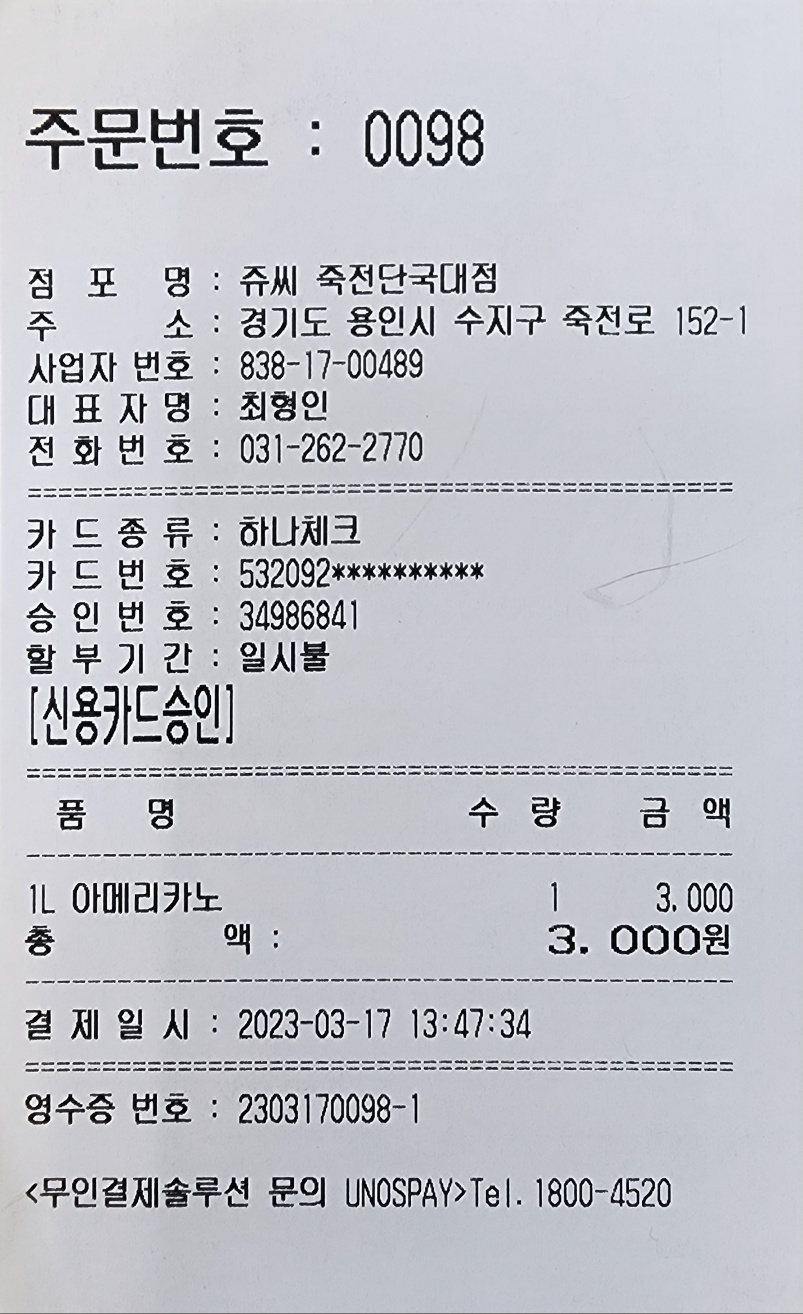 주문번호 : 0098
점 포 명 : 쥬씨 죽전단국대점
주 소 : 경기도 용인시 수지구 죽전로 152-1
사업자 번호 : 838-17-00489
대 표 자 명 : 최형인
전 화 번 호 : 031-262-2770
==============================================
카 드 종 류 : 하나체크
카 드 번 호 : 532092**********
승 인 번 호 : 34986841
할 부 기 간 : 일시불
[신용카드승인]
==============================================
품 명 수 량 금 액
----------------------------------------------
1L 아메리카노 1 3.000
총 액 : 3. 000원
----------------------------------------------
결 제 일 시 : 2023-03-17 13:47:34
==============================================
영수증 번호 : 2303170098-1
<무인결제솔루션 문의 UNOSPAY>Tel. 1800-4520